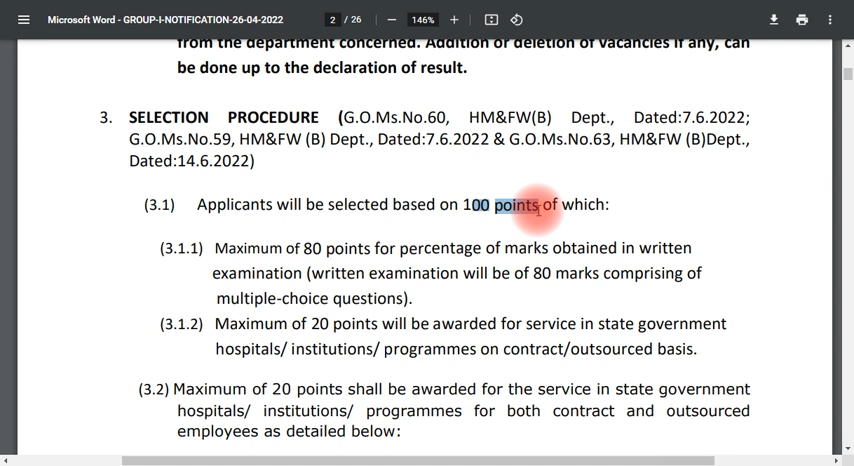 Microsoft Word - GROUP-I-NOTIFICATION-26-04-2022 2 / 26 146%
from the department concerned. Addition or deletion of vacancies if any, can
be done up to the declaration of result.
3. SELECTION PROCEDURE (G.O.Ms.No.60, HM&FW(B) Dept., Dated:7.6.2022;
G.O.Ms.No.59, HM&FW (B) Dept., Dated:7.6.2022 & G.O.Ms.No.63, HM&FW (B)Dept.,
Dated:14.6.2022)
(3.1) Applicants will be selected based on 100 points of which:
(3.1.1) Maximum of 80 points for percentage of marks obtained in written
examination (written examination will be of 80 marks comprising of
multiple-choice questions).
(3.1.2) Maximum of 20 points will be awarded for service in state government
hospitals/ institutions/ programmes on contract/outsourced basis.
(3.2) Maximum of 20 points shall be awarded for the service in state government
hospitals/ institutions/ programmes for both contract and outsourced
employees as detailed below: